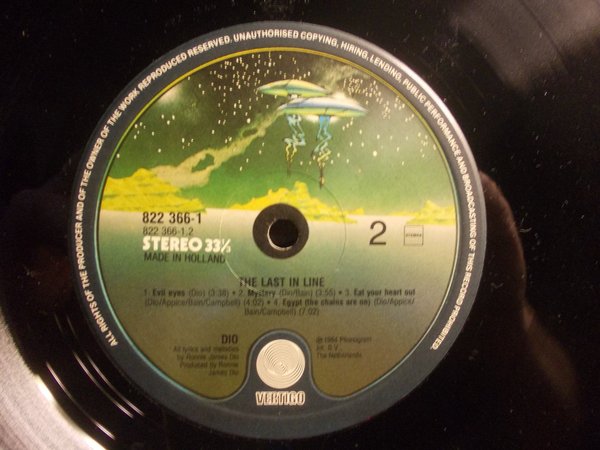 ALL RIGHTS OF THE PRODUCER AND OF THE OWNER OF THE WORK REPRODUCED RESERVED. UNAUTHORISED COPYING, HIRING, LENDING, PUBLIC PERFORMANCE AND BROADCASTING OF THIS RECORD PROHIBITED.
822 366-1
822 366-1.2
STEREO 33⅓
MADE IN HOLLAND
2
STEMRA
THE LAST IN LINE
1. Evil eyes (Dio) (3:38) • 2. Mystery (Dio/Bain) (3:55) • 3. Eat your heart out
(Dio/Appice/Bain/Campbell) (4:02) • 4. Egypt (the chains are on) (Dio/Appice/
Bain/Campbell) (7:02)
DIO
All lyrics and melodies
by Ronnie James Dio
Produced by Ronnie
James Dio
℗ 1984 Phonogram
Int. B.V.,
The Netherlands
VERTIGO